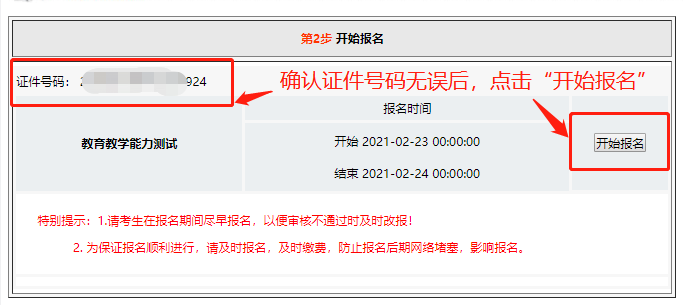 第2步 开始报名
证件号码： 2 924
确认证件号码无误后，点击“开始报名”
报名时间
教育教学能力测试
开始 2021-02-23 00:00:00
结束 2021-02-24 00:00:00
开始报名
特别提示：1.请考生在报名期间尽早报名，以便审核不通过时及时改报！
2. 为保证报名顺利进行，请及时报名，及时缴费，防止报名后期网络堵塞，影响报名。